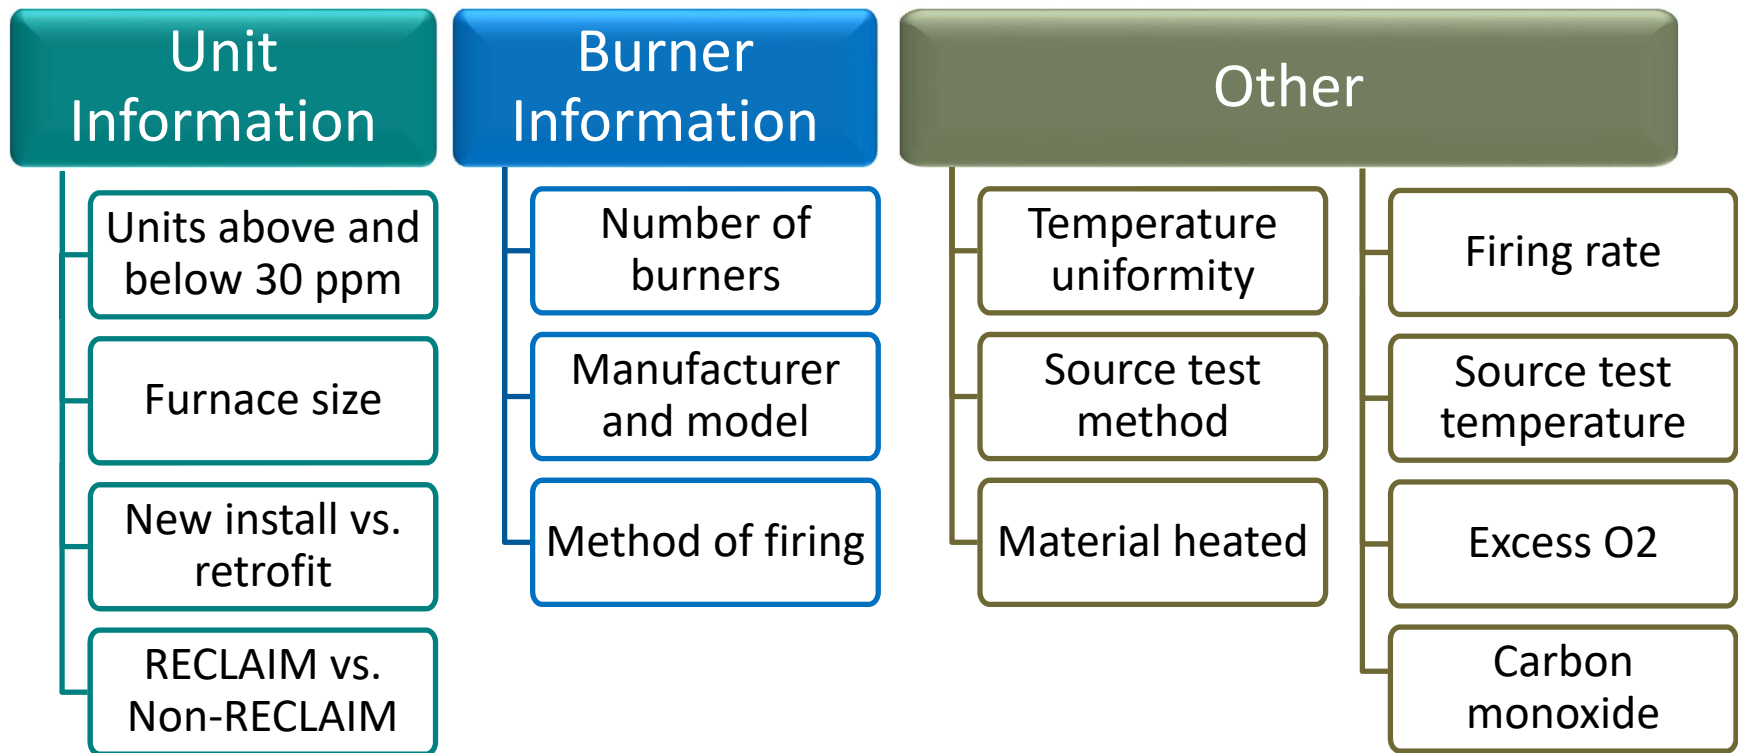 Unit
Information
Units above and
below 30 ppm
Furnace size
New install vs.
retrofit
RECLAIM vs.
Non-RECLAIM
Burner
Information
Number of
burners
Manufacturer
and model
Method of firing
Other
Temperature
uniformity
Source test
method
Material heated
Firing rate
Source test
temperature
Excess O2
Carbon
monoxide